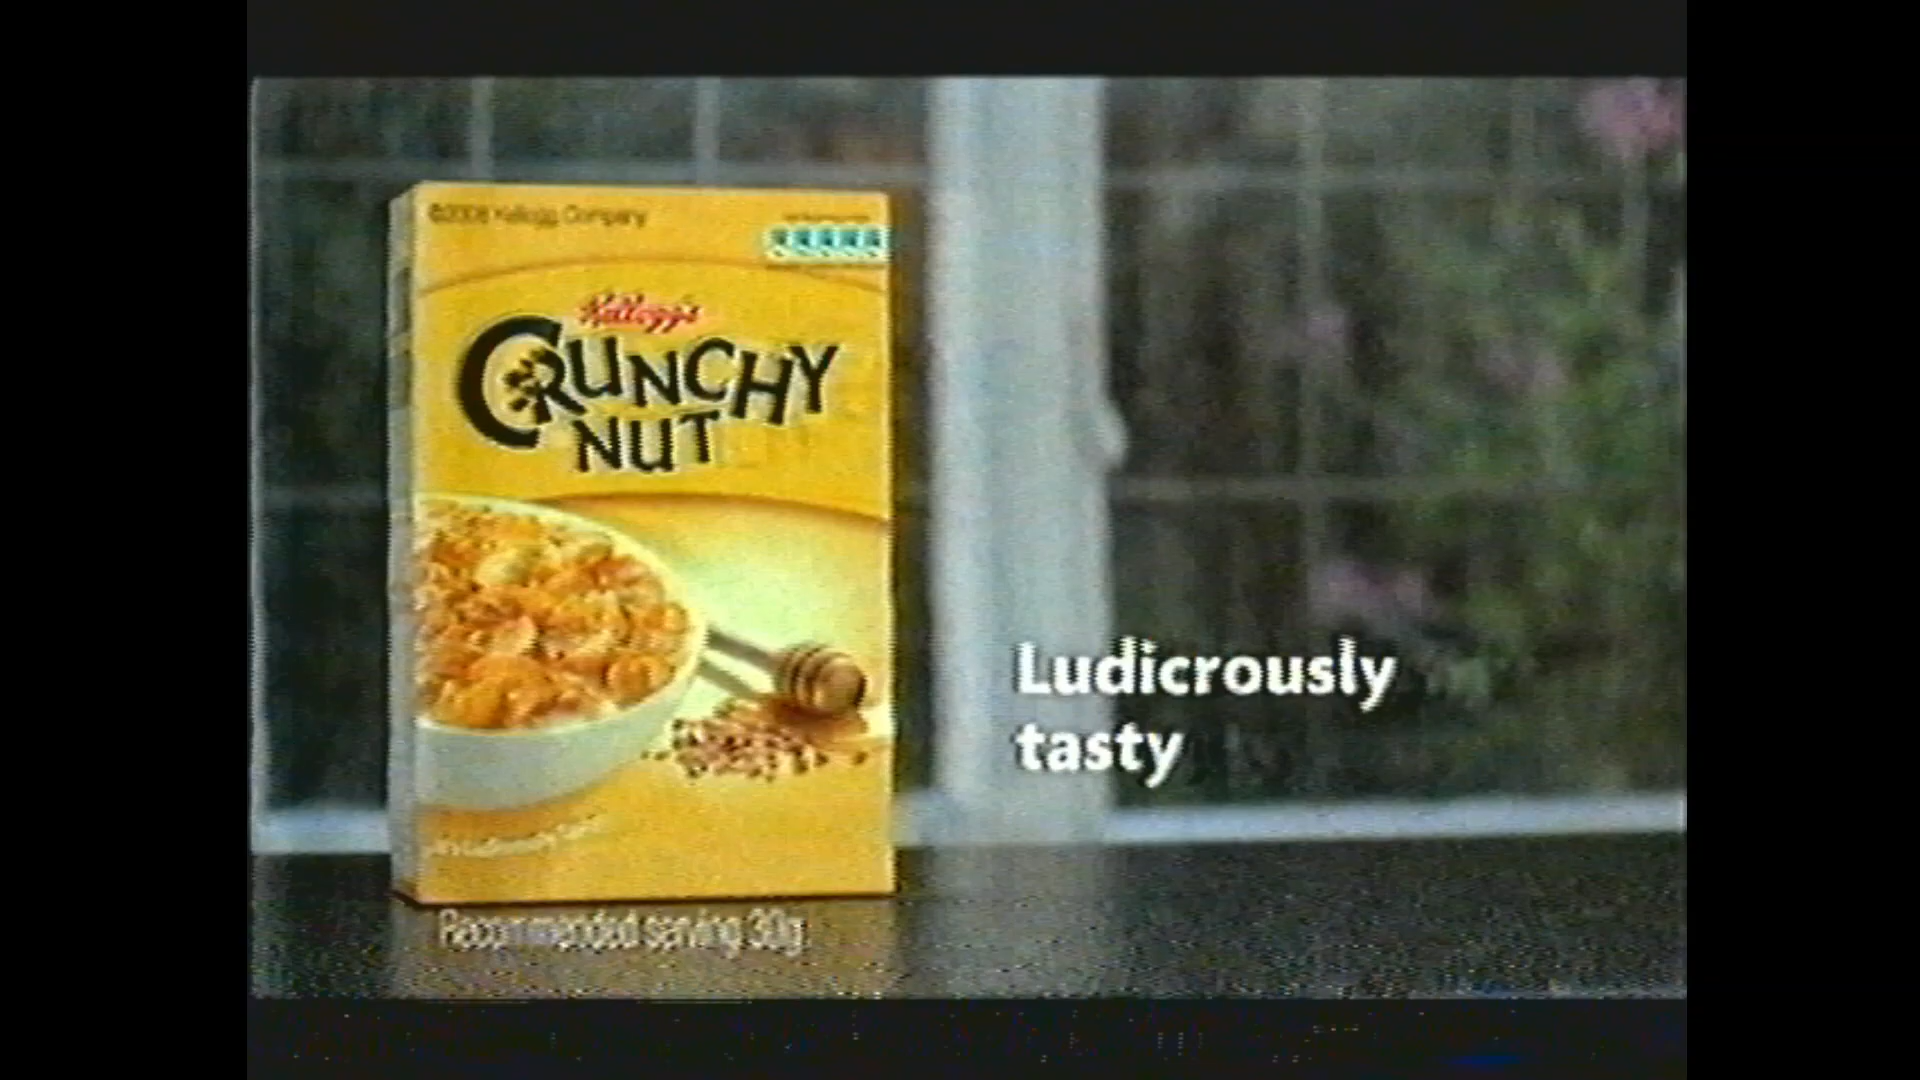 ©2008 Kellogg Company
Kellogg's
CRUNCHY
NUT
Ludicrously
tasty
Recommended serving 30g